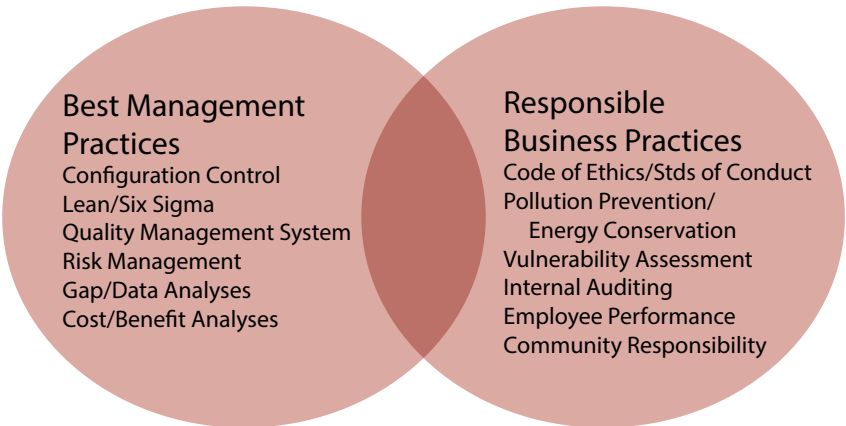 Best Management
Practices
Configuration Control
Lean/Six Sigma
Quality Management System
Risk Management
Gap/Data Analyses
Cost/Benefit Analyses
Responsible
Business Practices
Code of Ethics/Stds of Conduct
Pollution Prevention/
Energy Conservation
Vulnerability Assessment
Internal Auditing
Employee Performance
Community Responsibility